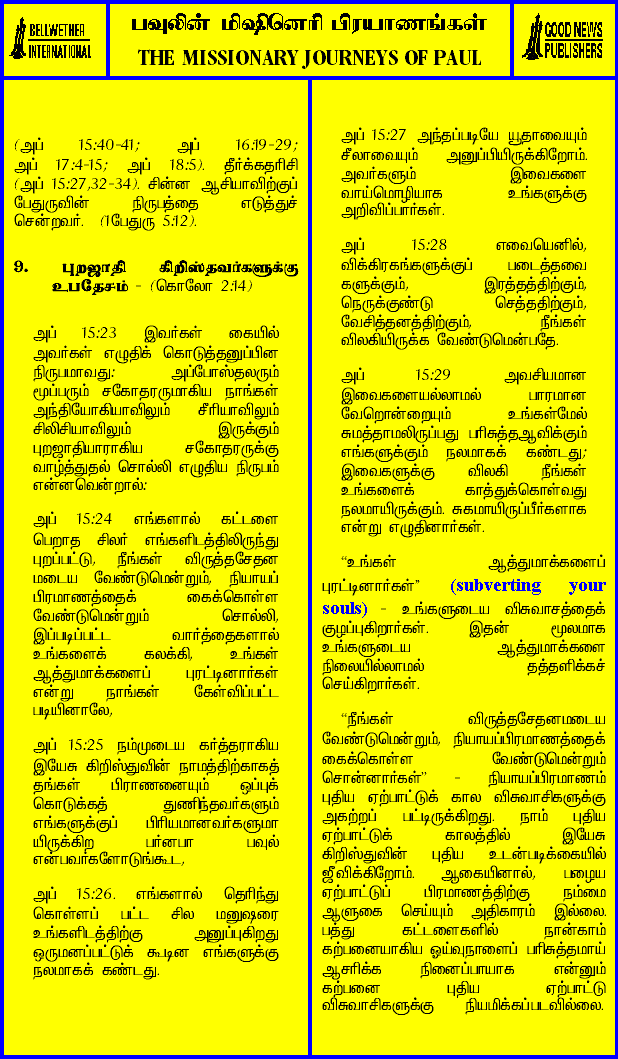 BELLWETHER
INTERNATIONAL
பவுலின் மிஷினெரி பிரயாணங்கள்
THE MISSIONARY JOURNEYS OF PAUL
GOOD NEWS
PUBLISHERS
(அப் 15:40-41; அப் 16:19-29;
அப் 17:4-15; அப் 18:5). தீர்க்கதரிசி
(அப் 15:27,32-34). சின்ன ஆசியாவிற்குப்
பேதுருவின் நிருபத்தை எடுத்துச்
சென்றவர். (1பேதுரு 5:12).
9. புறஜாதி கிறிஸ்தவர்களுக்கு
உபதேசம் - (கொலோ 2:14)
அப் 15:23 இவர்கள் கையில்
அவர்கள் எழுதிக் கொடுத்தனுப்பின
நிருபமாவது: அப்போஸ்தலரும்
மூப்பரும் சகோதரருமாகிய நாங்கள்
அந்தியோகியாவிலும் சீரியாவிலும்
சிலிசியாவிலும் இருக்கும்
புறஜாதியாராகிய சகோதரருக்கு
வாழ்த்துதல் சொல்லி எழுதிய நிருபம்
என்னவென்றால்:
அப் 15:24 எங்களால் கட்டளை
பெறாத சிலர் எங்களிடத்திலிருந்து
புறப்பட்டு, நீங்கள் விருத்தசேதன
மடைய வேண்டுமென்றும், நியாயப்
பிரமாணத்தைக் கைக்கொள்ள
வேண்டுமென்றும் சொல்லி,
இப்படிப்பட்ட வார்த்தைகளால்
உங்களைக் கலக்கி, உங்கள்
ஆத்துமாக்களைப் புரட்டினார்கள்
என்று நாங்கள் கேள்விப்பட்ட
படியினாலே,
அப் 15:25 நம்முடைய கர்த்தராகிய
இயேசு கிறிஸ்துவின் நாமத்திற்காகத்
தங்கள் பிராணனையும் ஒப்புக்
கொடுக்கத் துணிந்தவர்களும்
எங்களுக்குப் பிரியமானவர்களுமா
யிருக்கிற பர்னபா பவுல்
என்பவர்களோடுங்கூட,
அப் 15:26. எங்களால் தெரிந்து
கொள்ளப் பட்ட சில மனுஷரை
உங்களிடத்திற்கு அனுப்புகிறது
ஒருமனப்பட்டுக் கூடின எங்களுக்கு
நலமாகக் கண்டது.
அப் 15:27 அந்தப்படியே யூதாவையும்
சீலாவையும் அனுப்பியிருக்கிறோம்.
அவர்களும் இவைகளை
வாய்மொழியாக உங்களுக்கு
அறிவிப்பார்கள்.
அப் 15:28 எவையெனில்,
விக்கிரகங்களுக்குப் படைத்தவை
களுக்கும், இரத்தத்திற்கும்,
நெருக்குண்டு செத்ததிற்கும்,
வேசித்தனத்திற்கும், நீங்கள்
விலகியிருக்க வேண்டுமென்பதே.
அப் 15:29 அவசியமான
இவைகளையல்லாமல் பாரமான
வேறொன்றையும் உங்கள்மேல்
சுமத்தாமலிருப்பது பரிசுத்தஆவிக்கும்
எங்களுக்கும் நலமாகக் கண்டது;
இவைகளுக்கு விலகி நீங்கள்
உங்களைக் காத்துக்கொள்வது
நலமாயிருக்கும். சுகமாயிருப்பீர்களாக
என்று எழுதினார்கள்.
“உங்கள் ஆத்துமாக்களைப்
புரட்டினார்கள்” (subverting your
souls) - உங்களுடைய விசுவாசத்தைக்
குழப்புகிறார்கள். இதன் மூலமாக
உங்களுடைய ஆத்துமாக்களை
நிலையில்லாமல் தத்தளிக்கச்
செய்கிறார்கள்.
“நீங்கள் விருத்தசேதனமடைய
வேண்டுமென்றும், நியாயப்பிரமாணத்தைக்
கைக்கொள்ள வேண்டுமென்றும்
சொன்னார்கள்” - நியாயப்பிரமாணம்
புதிய ஏற்பாட்டுக் கால விசுவாசிகளுக்கு
அகற்றப் பட்டிருக்கிறது. நாம் புதிய
ஏற்பாட்டுக் காலத்தில் இயேசு
கிறிஸ்துவின் புதிய உடன்படிக்கையில்
ஜீவிக்கிறோம். ஆகையினால், பழைய
ஏற்பாட்டுப் பிரமாணத்திற்கு நம்மை
ஆளுகை செய்யும் அதிகாரம் இல்லை.
பத்து கட்டளைகளில் நான்காம்
கற்பனையாகிய ஓய்வுநாளைப் பரிசுத்தமாய்
ஆசரிக்க நினைப்பாயாக என்னும்
கற்பனை புதிய ஏற்பாட்டு
விசுவாசிகளுக்கு நியமிக்கப்படவில்லை.